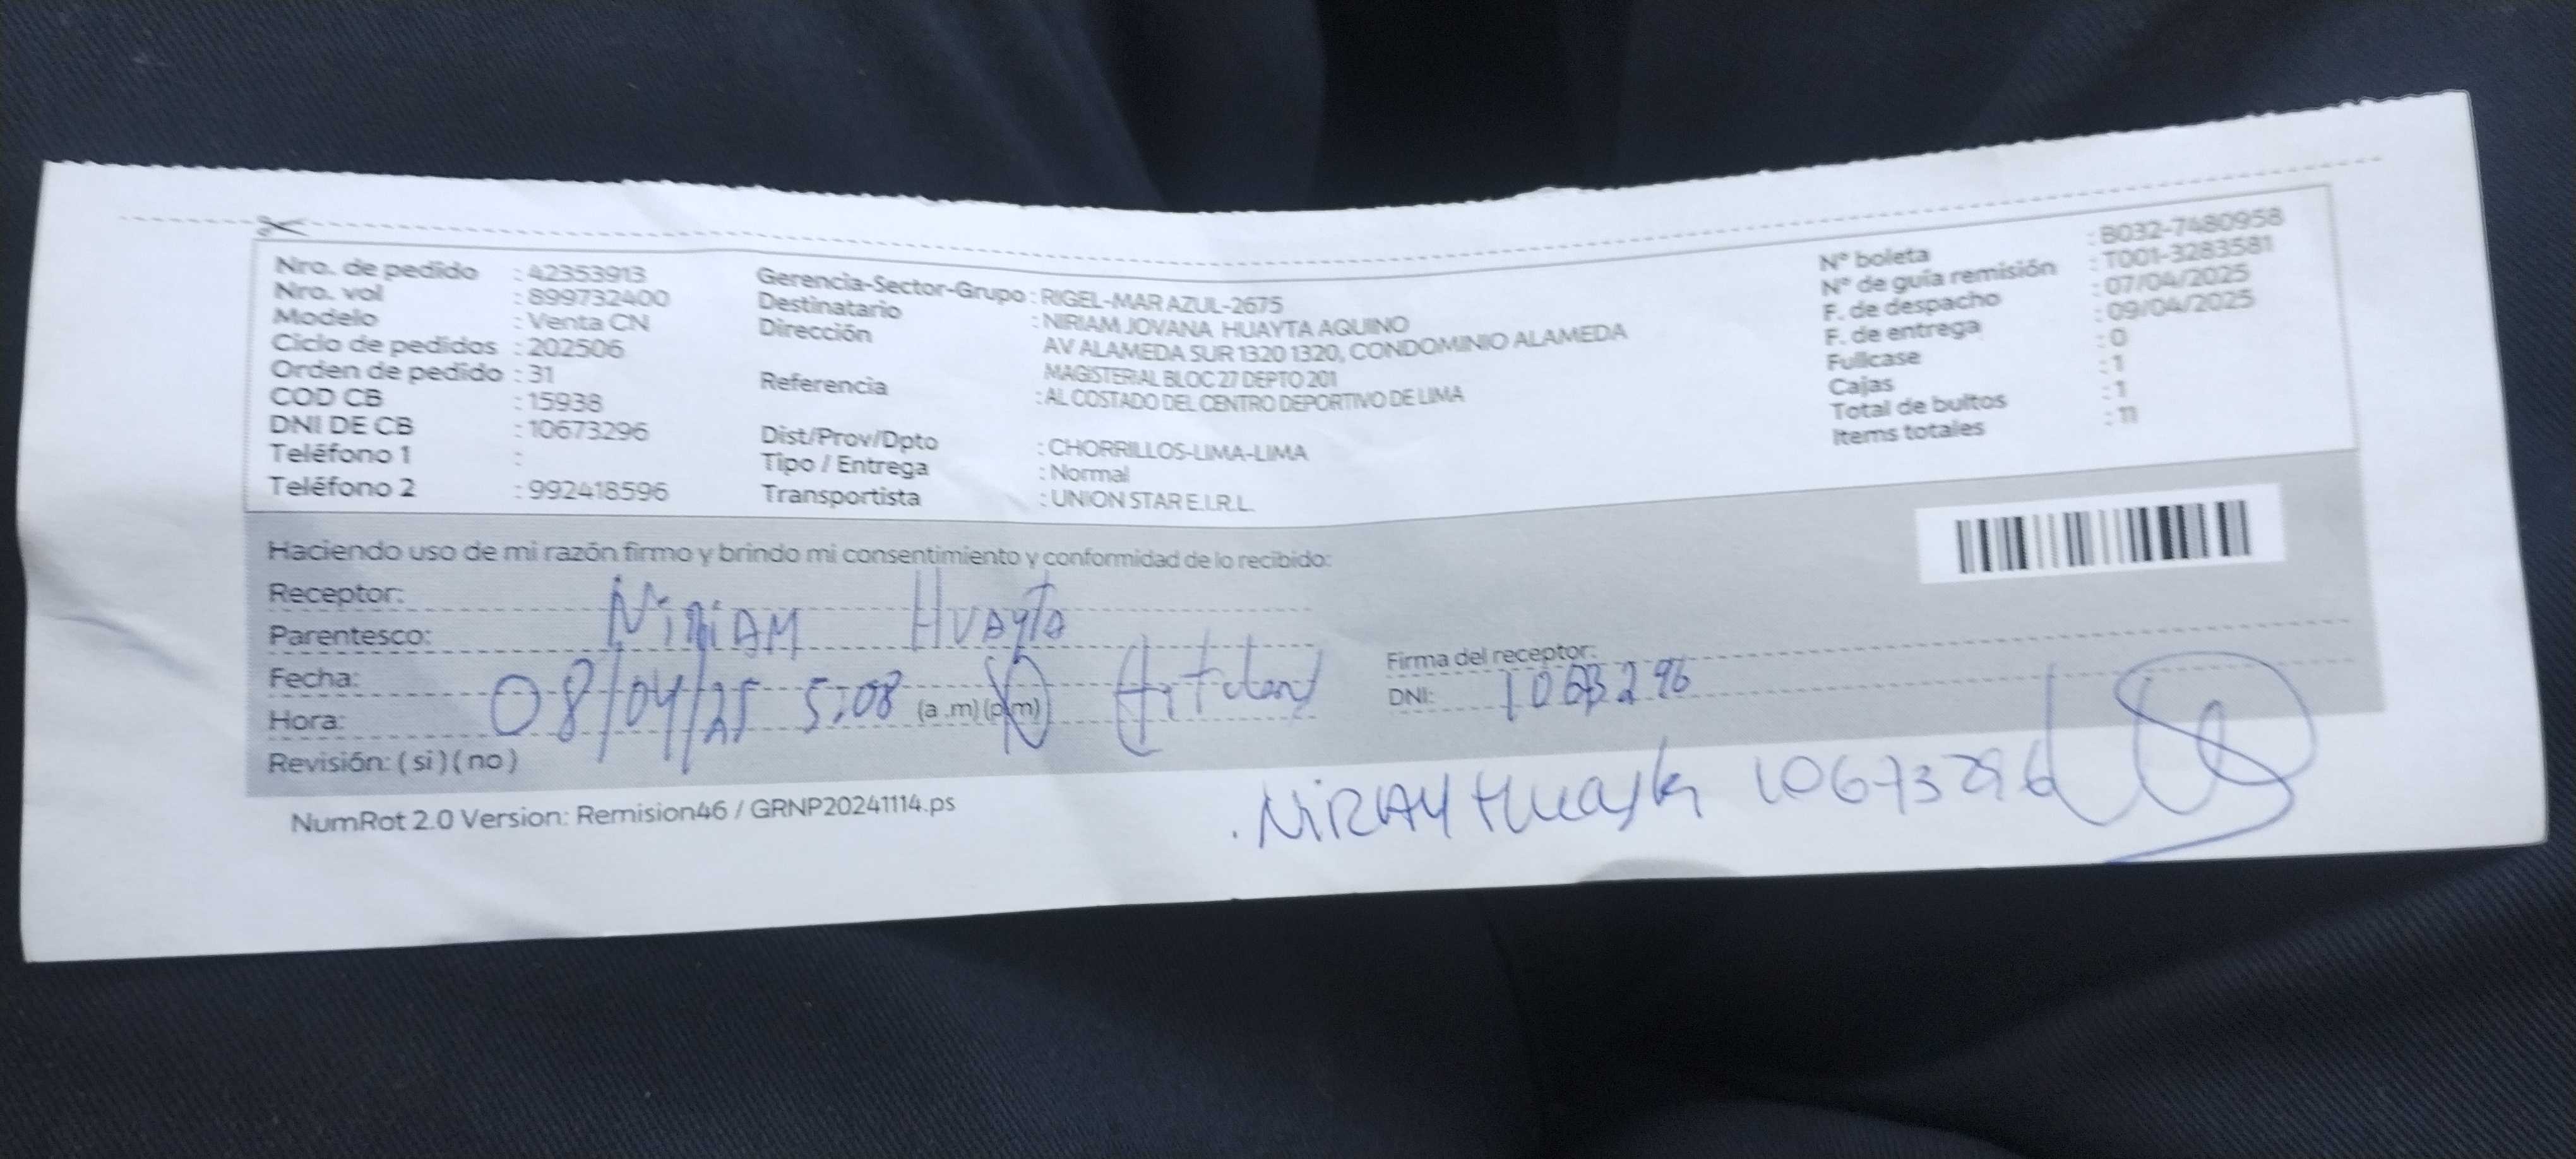 Nro. de pedido : 42353913
Nro. vol : 899732400
Modelo : Venta CN
Ciclo de pedidos : 202506
Orden de pedido : 31
COD CB : 15938
DNI DE CB : 10673296
Teléfono 1 :
Teléfono 2 : 992418596
Gerencia-Sector-Grupo : RIGEL-MAR AZUL-2675
Destinatario : NIRIAM JOVANA HUAYTA AQUINO
Dirección AV ALAMEDA SUR 1320 1320, CONDOMINIO ALAMEDA
MAGISTERIAL BLOC 27 DEPTO 201
Referencia : AL COSTADO DEL CENTRO DEPORTIVO DE LIMA
Dist/Prov/Dpto : CHORRILLOS-LIMA-LIMA
Tipo / Entrega : Normal
Transportista : UNION STAR E.I.R.L.
N° boleta : B032-7480958
N° de guía remisión : T001-3283581
F. de despacho : 07/04/2025
F. de entrega : 09/04/2025
Fullcase : 0
Cajas : 1
Total de bultos : 1
Items totales : 11
Haciendo uso de mi razón firmo y brindo mi consentimiento y conformidad de lo recibido:
Receptor: NiRiAM Huayta
Parentesco:
Fecha: 08/04/25 5:08
Hora: (a .m) (p.m)
Revisión: ( si ) ( no )
Firma del receptor:
DNI:
NumRot 2.0 Version: Remision46 / GRNP20241114.ps
10673296